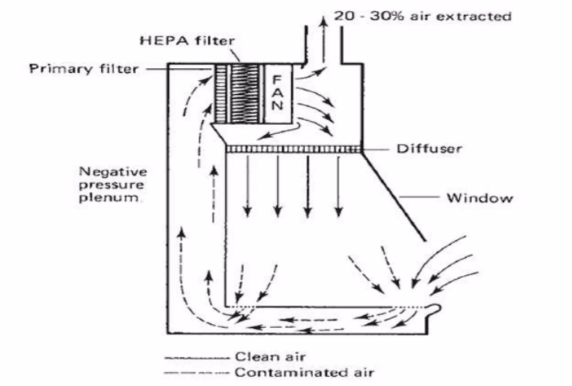 20 - 30% air extracted
HEPA filter
Primary filter
FAN
Diffuser
Negative
pressure
plenum
Window
Clean air
Contaminated air